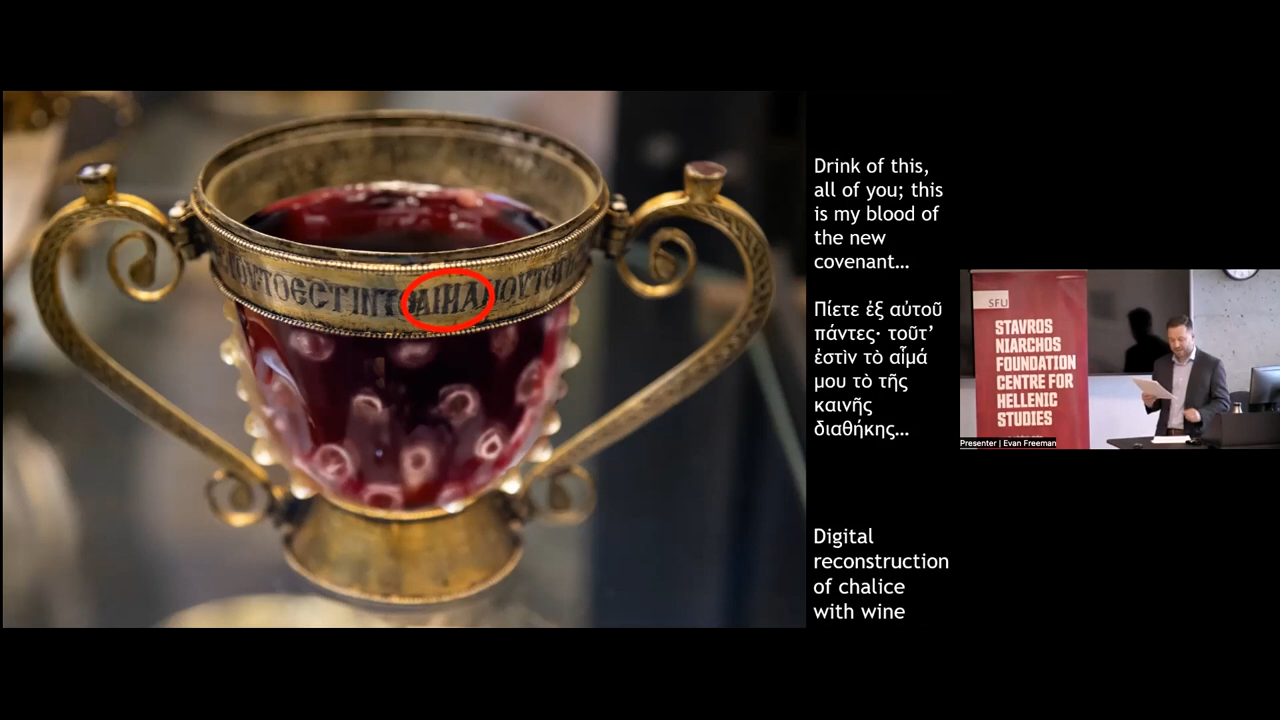 ΟΥΤΟΕCΤΙΝΤΟΑΙΜΑΜΟΥΤΟ
Drink of this,
all of you; this
is my blood of
the new
covenant...
Πίετε ἐξ αὐτοῦ
πάντες· τοῦτ’
ἐστὶν τὸ αἷμά
μου τὸ τῆς
καινῆς
διαθήκης...
Digital
reconstruction
of chalice
with wine
SFU
STAVROS
NIARCHOS
FOUNDATION
CENTRE FOR
HELLENIC
STUDIES
Presenter | Evan Freeman